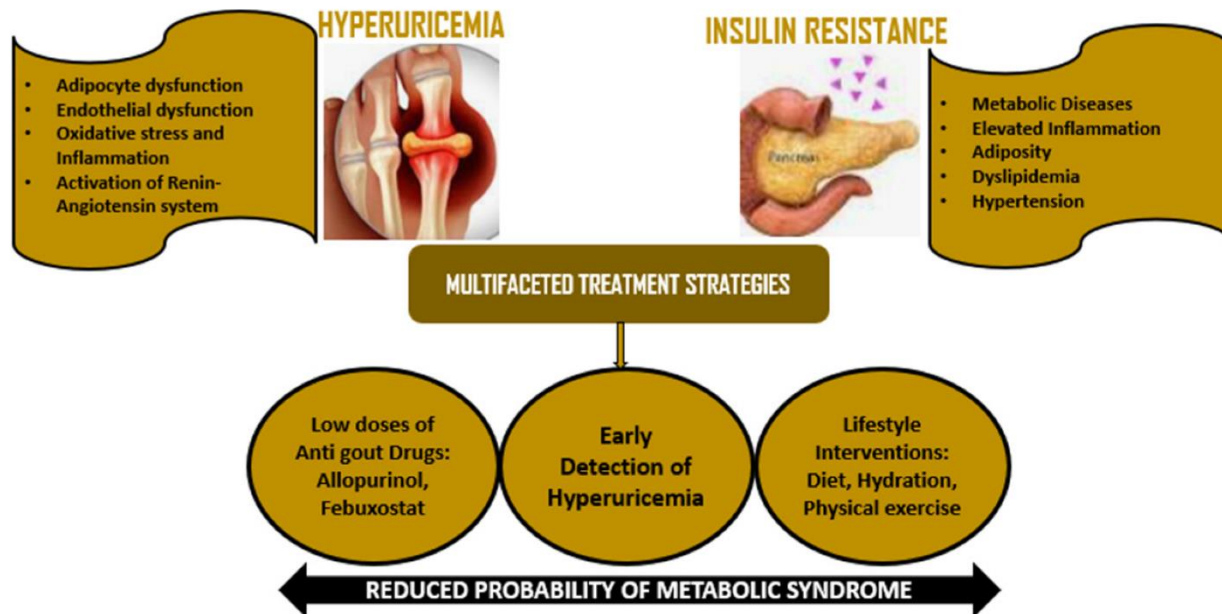 HYPERURICEMIA
• Adipocyte dysfunction
• Endothelial dysfunction
• Oxidative stress and
Inflammation
• Activation of Renin-
Angiotensin system
INSULIN RESISTANCE
Pancreas
• Metabolic Diseases
• Elevated Inflammation
• Adiposity
• Dyslipidemia
• Hypertension
MULTIFACETED TREATMENT STRATEGIES
Low doses of
Anti gout Drugs:
Allopurinol,
Febuxostat
Early
Detection of
Hyperuricemia
Lifestyle
Interventions:
Diet, Hydration,
Physical exercise
REDUCED PROBABILITY OF METABOLIC SYNDROME